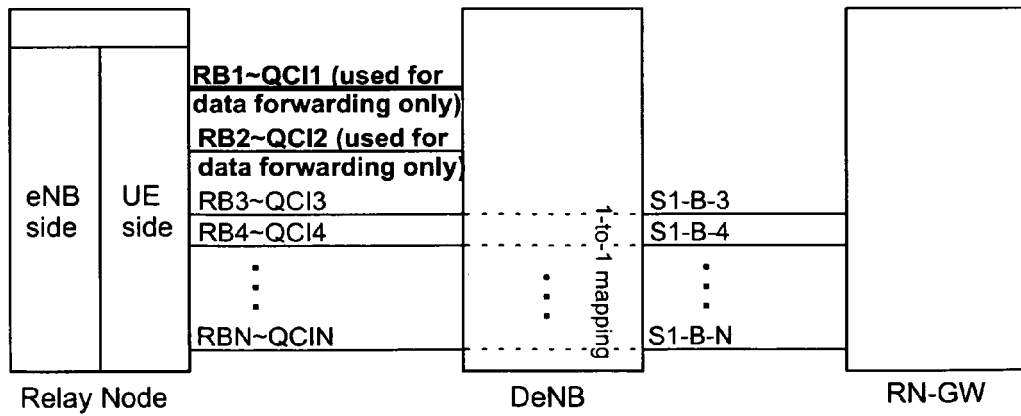 RB1~QCI1 (used for
data forwarding only)
RB2~QCI2 (used for
data forwarding only)
eNB
side
UE
side
RB3~QCI3
RB4~QCI4
RBN~QCIN
1-to-1 mapping
S1-B-3
S1-B-4
S1-B-N
Relay Node
DeNB
RN-GW